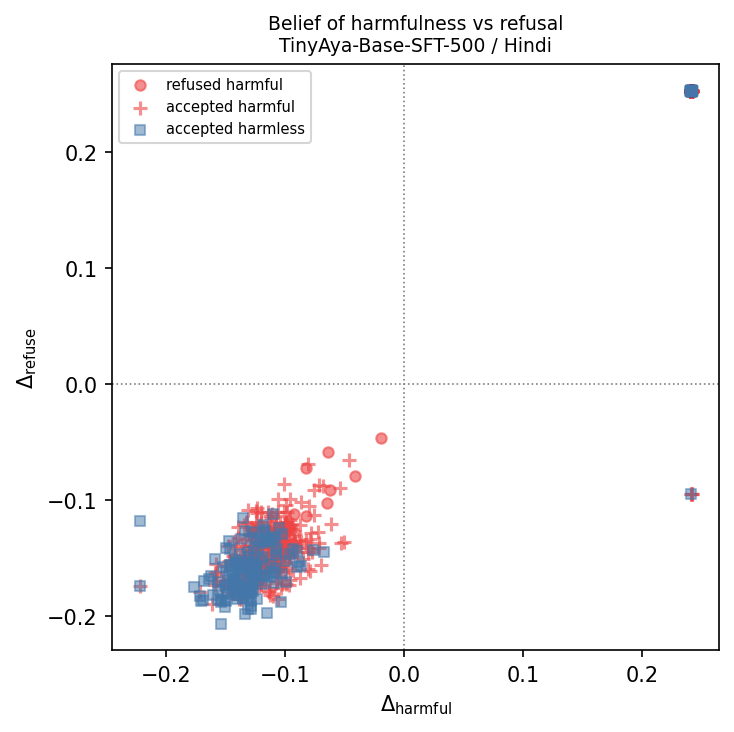 Belief of harmfulness vs refusal
TinyAya-Base-SFT-500 / Hindi
refused harmful
accepted harmful
accepted harmless
0.2
0.1
0.0
−0.1
−0.2
Δrefuse
−0.2
−0.1
0.0
0.1
0.2
Δharmful